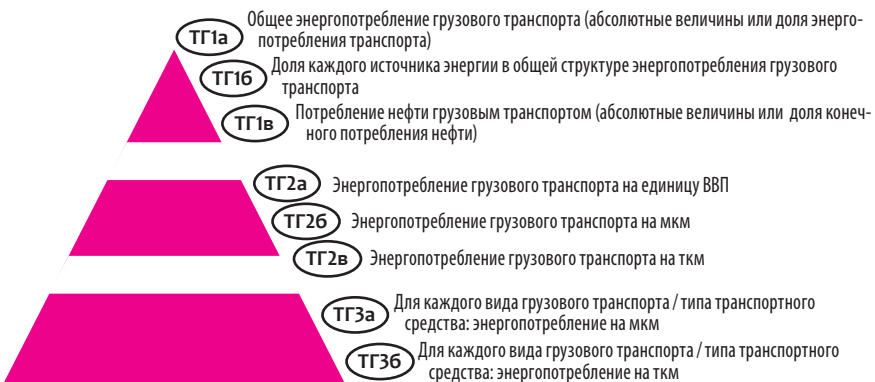 ТГ1а Общее энергопотребление грузового транспорта (абсолютные величины или доля энерго-
потребления транспорта)
ТГ1б Доля каждого источника энергии в общей структуре энергопотребления грузового
транспорта
ТГ1в Потребление нефти грузовым транспортом (абсолютные величины или доля конеч-
ного потребления нефти)
ТГ2а Энергопотребление грузового транспорта на единицу ВВП
ТГ2б Энергопотребление грузового транспорта на мкм
ТГ2в Энергопотребление грузового транспорта на ткм
ТГ3а Для каждого вида грузового транспорта / типа транспортного
средства: энергопотребление на мкм
ТГ3б Для каждого вида грузового транспорта / типа транспортного
средства: энергопотребление на ткм